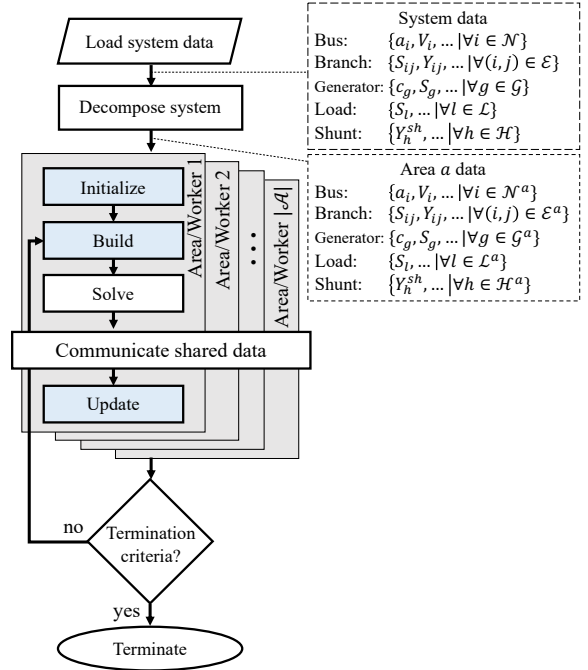 Load system data
Decompose system
System data
Bus: {a_i, V_i, … |∀i ∈ 𝒩}
Branch: {S_ij, Y_ij, … |∀(i, j) ∈ ℰ}
Generator: {c_g, S_g, … |∀g ∈ 𝒢}
Load: {S_l, … |∀l ∈ ℒ}
Shunt: {Y_h^sh, … |∀h ∈ ℋ}
Area a data
Bus: {a_i, V_i, … |∀i ∈ 𝒩^a}
Branch: {S_ij, Y_ij, … |∀(i, j) ∈ ℰ^a}
Generator: {c_g, S_g, … |∀g ∈ 𝒢^a}
Load: {S_l, … |∀l ∈ ℒ^a}
Shunt: {Y_h^sh, … |∀h ∈ ℋ^a}
Area/Worker 1
Area/Worker 2
…
Area/Worker |𝒜|
Initialize
Build
Solve
Communicate shared data
Update
Termination
criteria?
no
yes
Terminate